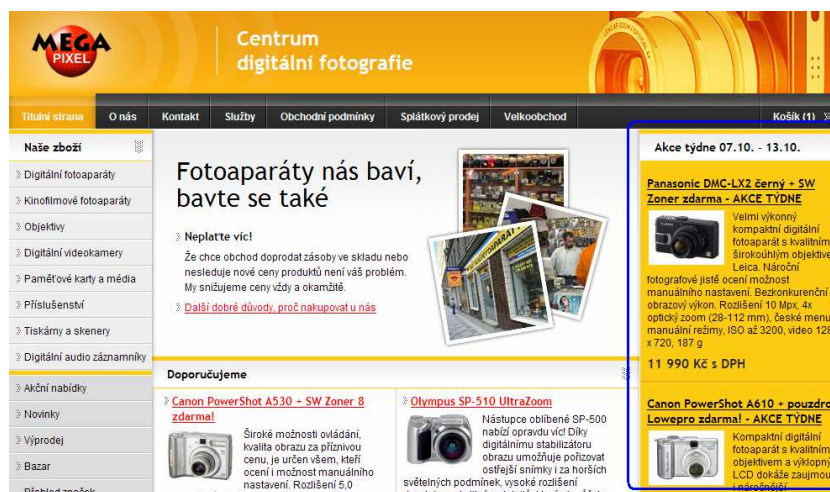 MEGA
PIXEL
Centrum
digitální fotografie
Titulní strana
O nás
Kontakt
Služby
Obchodní podmínky
Splátkový prodej
Velkoobchod
Košík (1)
Naše zboží
Digitální fotoaparáty
Kinofilmové fotoaparáty
Objektivy
Digitální videokamery
Paměťové karty a média
Příslušenství
Tiskárny a skenery
Digitální audio záznamníky
Akční nabídky
Novinky
Výprodej
Bazar
Přehled značek
Fotoaparáty nás baví,
bavte se také
Neplaťte víc!
Že chce obchod doprodat zásoby ve skladu nebo
nesleduje nové ceny produktů není váš problém.
My snižujeme ceny vždy a okamžitě.
Další dobré důvody, proč nakupovat u nás
Doporučujeme
Canon PowerShot A530 + SW Zoner 8
zdarma!
Široké možnosti ovládání,
kvalita obrazu za příznivou
cenu, je určen všem, kteří
ocení i možnost manuálního
nastavení. Rozlišení 5,0
Olympus SP-510 UltraZoom
Nástupce oblíbené SP-500
nabízí opravdu víc! Díky
digitálnímu stabilizátoru
obrazu umožňuje pořizovat
ostřejší snímky i za horších
světelných podmínek, vysoké rozlišení
Akce týdne 07.10. - 13.10.
Panasonic DMC-LX2 černý + SW
Zoner zdarma - AKCE TÝDNE
Velmi výkonný
kompaktní digitální
fotoaparát s kvalitním
širokoúhlým objektive
Leica. Nároční
fotografové jistě ocení možnost
manuálního nastavení. Bezkonkurenční
obrazový výkon. Rozlišení 10 Mpx, 4x
optický zoom (28-112 mm), české menu
manuální režimy, ISO až 3200, video 128
x 720, 187 g
11 990 Kč s DPH
Canon PowerShot A610 + pouzdro
Lowepro zdarma! - AKCE TÝDNE
Kompaktní digitální
fotoaparát s kvalitním
objektivem a výklopný
LCD dokáže zaujmou
i náročnější